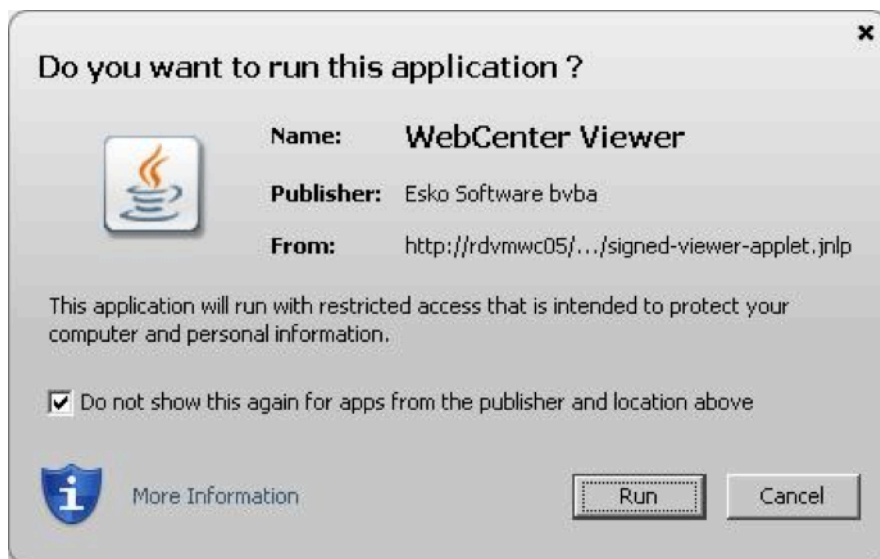 Do you want to run this application ?
Name: WebCenter Viewer
Publisher: Esko Software bvba
From: http://rdvmwc05/.../signed-viewer-applet.jnlp
This application will run with restricted access that is intended to protect your
computer and personal information.
Do not show this again for apps from the publisher and location above
More Information
Run Cancel